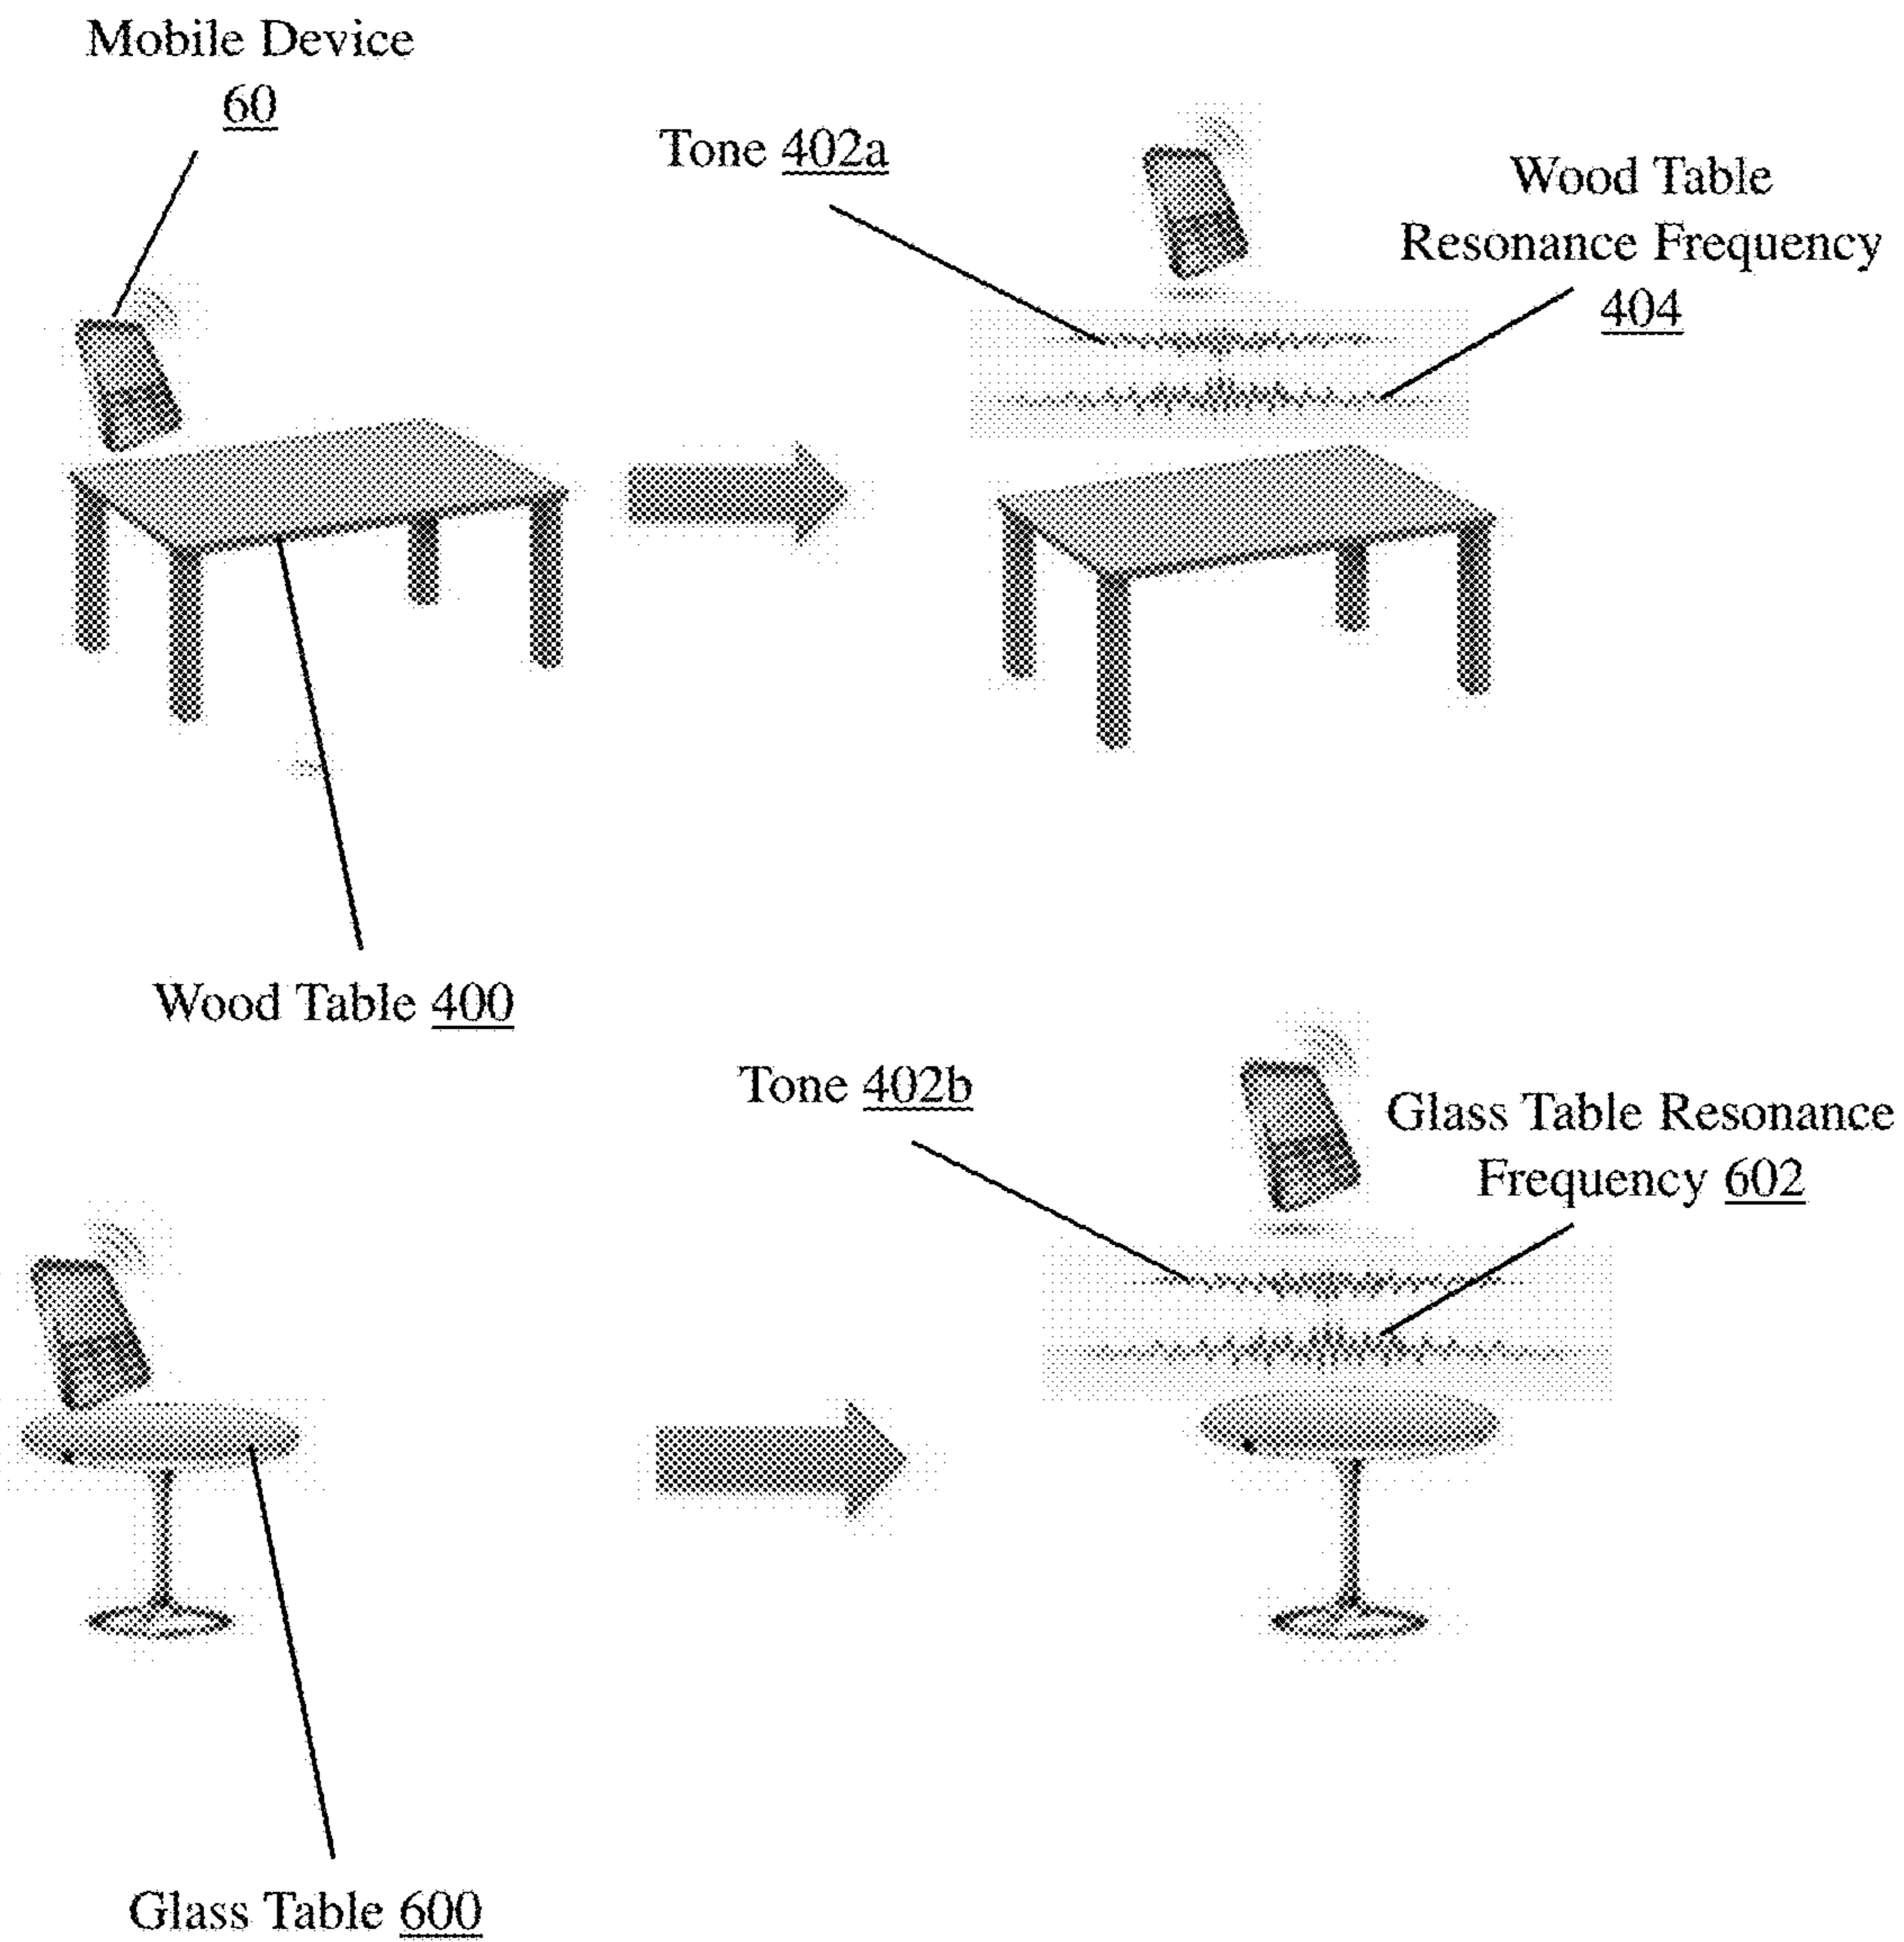 Mobile Device
60
Tone 402a
Wood Table
Resonance Frequency
404
Wood Table 400
Tone 402b
Glass Table Resonance
Frequency 602
Glass Table 600